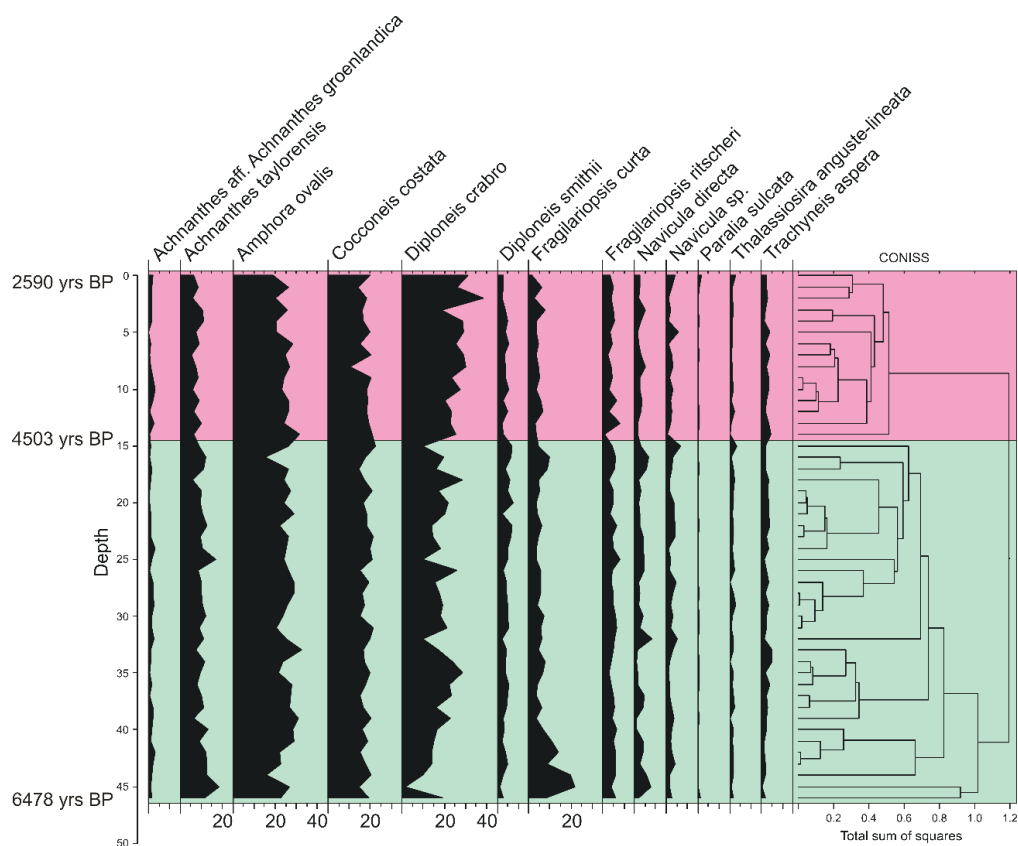 Achnanthes aff. Achnanthes groenlandica
Achnanthes taylorensis
Amphora ovalis
Cocconeis costata
Diploneis crabro
Diploneis smithii
Fragilariopsis curta
Fragilariopsis ritscheri
Navicula directa
Navicula sp.
Paralia sulcata
Thalassiosira anguste-lineata
Trachyneis aspera
CONISS
2590 yrs BP
4503 yrs BP
6478 yrs BP
Depth
0
5
10
15
20
25
30
35
40
45
50
20
20
40
20
20
40
20
0.2
0.4
0.6
0.8
1.0
1.2
Total sum of squares